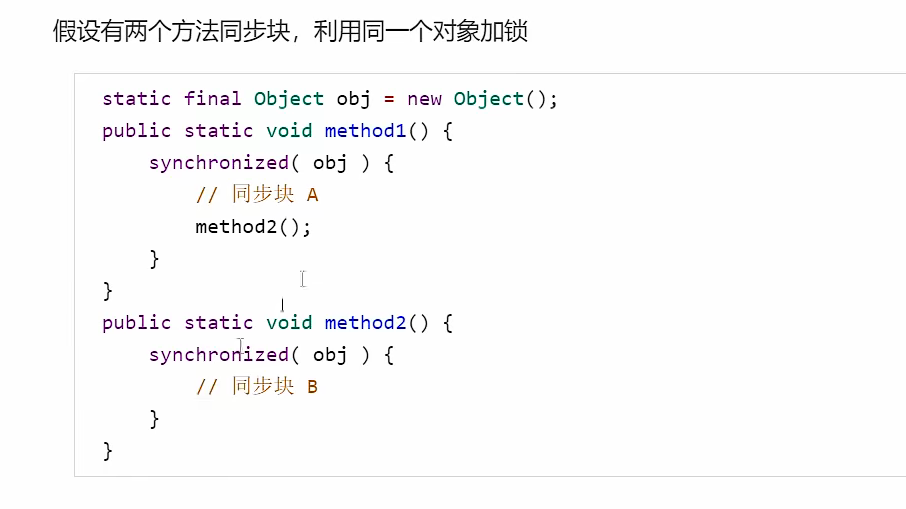 假设有两个方法同步块，利用同一个对象加锁
static final Object obj = new Object();
public static void method1() {
    synchronized( obj ) {
        // 同步块 A
        method2();
    }
}
public static void method2() {
    synchronized( obj ) {
        // 同步块 B
    }
}